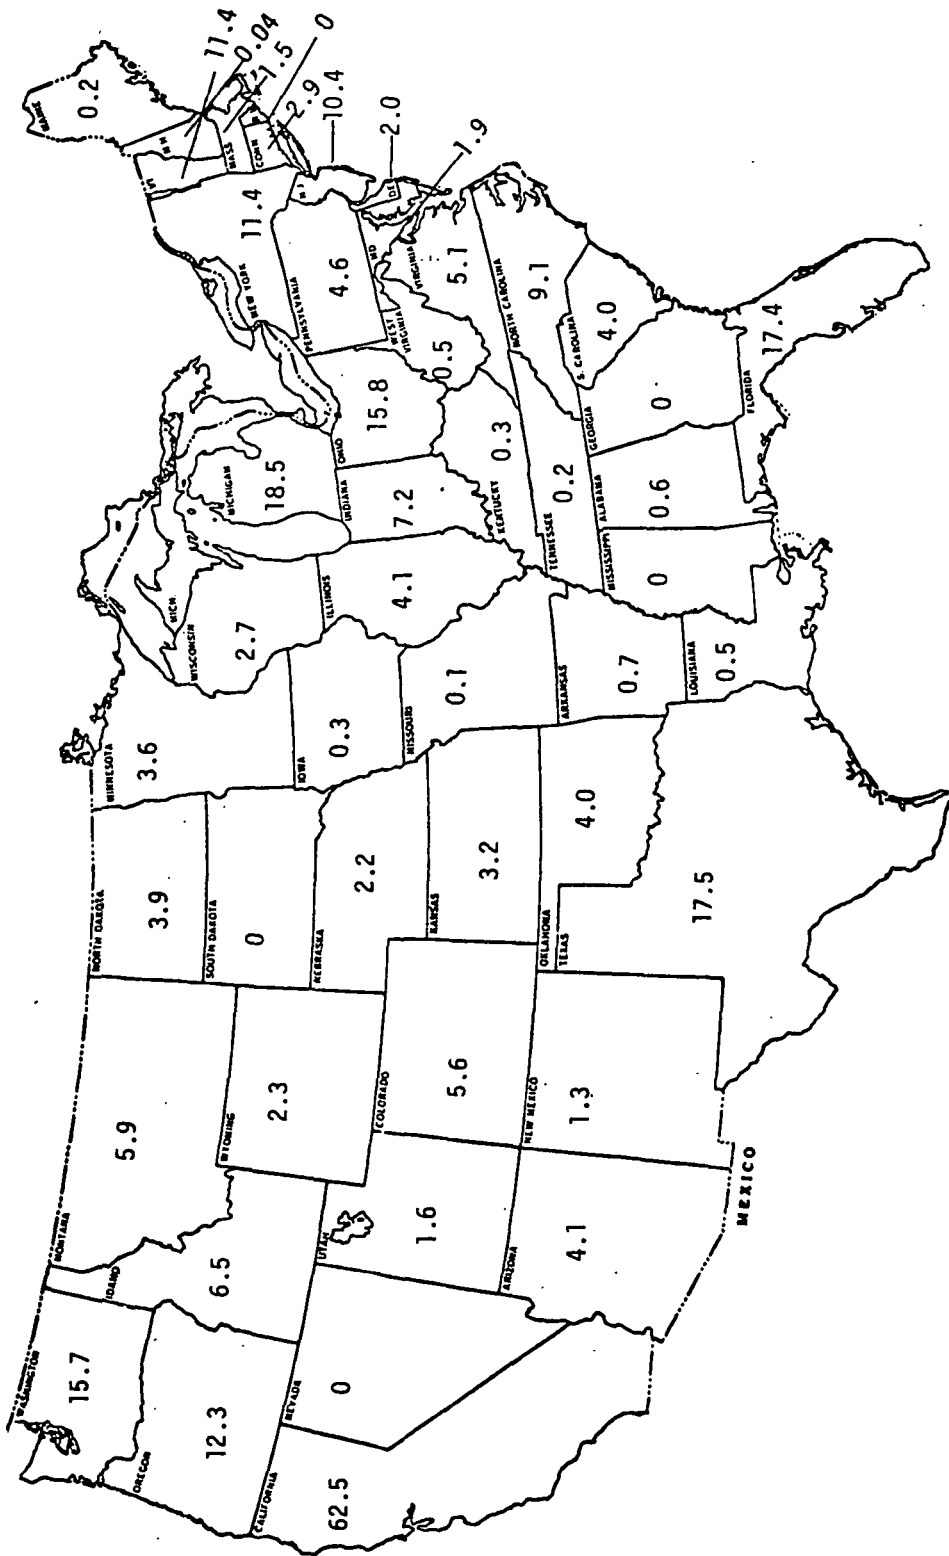 WASHINGTON
15.7
OREGON
12.3
CALIFORNIA
62.5
NEVADA
0
IDAHO
6.5
MONTANA
5.9
WYOMING
2.3
UTAH
1.6
COLORADO
5.6
ARIZONA
4.1
NEW MEXICO
1.3
MEXICO
NORTH DAKOTA
3.9
SOUTH DAKOTA
0
NEBRASKA
2.2
KANSAS
3.2
OKLAHOMA
4.0
TEXAS
17.5
MINNESOTA
3.6
IOWA
0.3
MISSOURI
0.1
ARKANSAS
0.7
LOUISIANA
0.5
WISCONSIN
2.7
MICH.
MICHIGAN
18.5
ILLINOIS
4.1
INDIANA
7.2
OHIO
15.8
KENTUCKY
0.3
TENNESSEE
0.2
MISSISSIPPI
0
ALABAMA
0.6
GEORGIA
0
FLORIDA
17.4
S. CAROLINA
4.0
NORTH CAROLINA
9.1
VIRGINIA
5.1
WEST
VIRGINIA
0.5
PENNSYLVANIA
4.6
NEW YORK
11.4
MAINE
0.2
VT
N H
MASS
CONN
R I
N J
MD
DEL
11.4
0.04
1.5
0
2.9
10.4
2.0
1.9